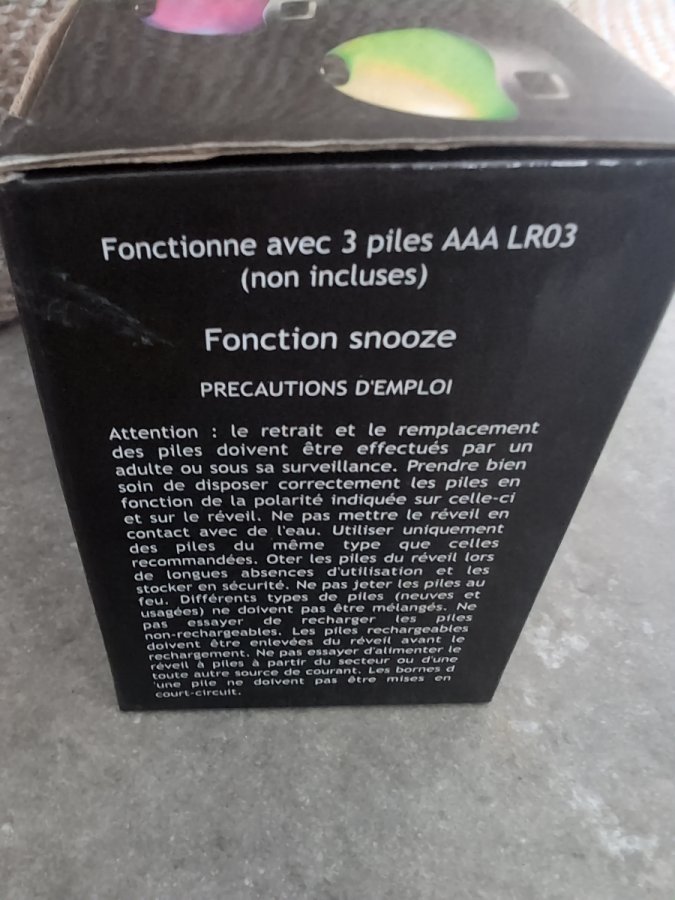 Fonctionne avec 3 piles AAA LR03
(non incluses)
Fonction snooze
PRECAUTIONS D'EMPLOI
Attention : le retrait et le remplacement
des piles doivent être effectués par un
adulte ou sous sa surveillance. Prendre bien
soin de disposer correctement les piles en
fonction de la polarité indiquée sur celle-ci
et sur le réveil. Ne pas mettre le réveil en
contact avec de l'eau. Utiliser uniquement
des piles du même type que celles
recommandées. Oter les piles du réveil lors
de longues absences d'utilisation et les
stocker en sécurité. Ne pas jeter les piles au
feu. Différents types de piles (neuves et
usagées) ne doivent pas être mélangés. Ne
pas essayer de recharger les piles
non-rechargeables. Les piles rechargeables
doivent être enlevées du réveil avant le
rechargement. Ne pas essayer d'alimenter le
réveil à piles à partir du secteur ou d'une
toute autre source de courant. Les bornes d
'une pile ne doivent pas être mises en
court-circuit.